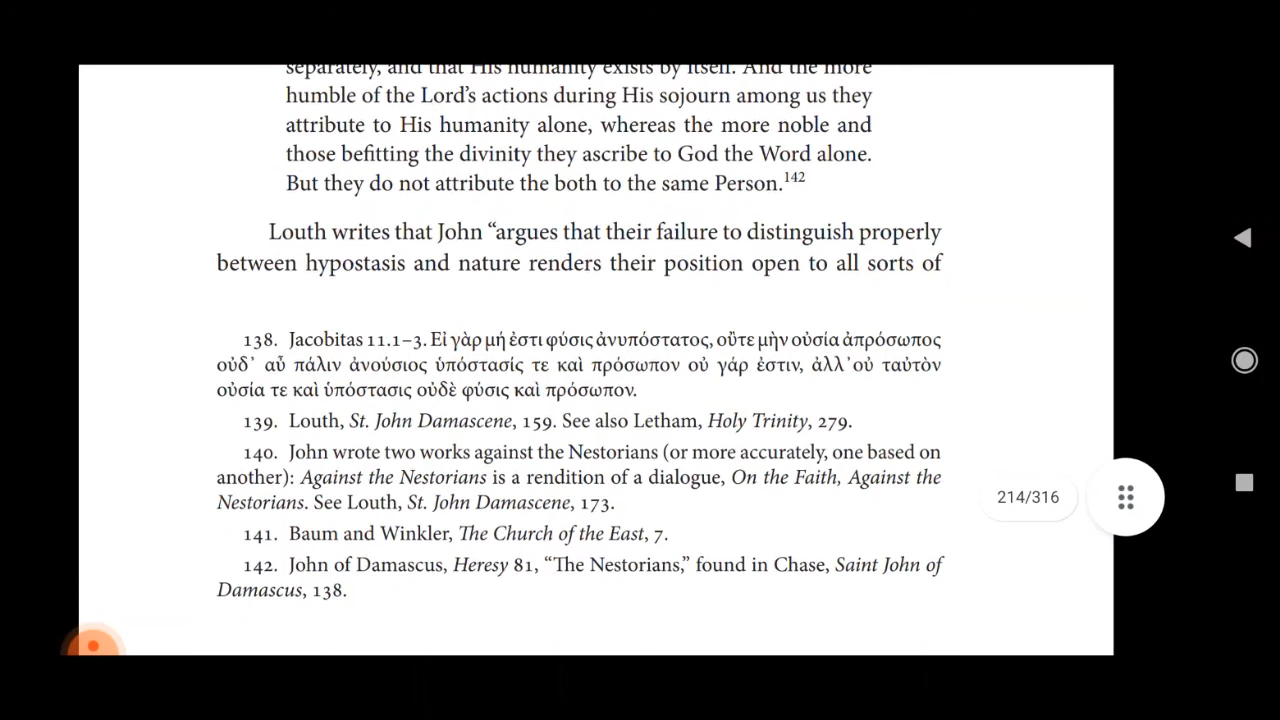 separately, and that His humanity exists by itself. And the more
humble of the Lord's actions during His sojourn among us they
attribute to His humanity alone, whereas the more noble and
those befitting the divinity they ascribe to God the Word alone.
But they do not attribute the both to the same Person.142
Louth writes that John “argues that their failure to distinguish properly
between hypostasis and nature renders their position open to all sorts of
138. Jacobitas 11.1–3. Εἰ γὰρ μή ἐστι φύσις ἀνυπόστατος, οὔτε μὴν οὐσία ἀπρόσωπος
οὐδ᾽ αὖ πάλιν ἀνούσιος ὑπόστασίς τε καὶ πρόσωπον οὐ γάρ ἐστιν, ἀλλ᾽οὐ ταὐτὸν
οὐσία τε καὶ ὑπόστασις οὐδὲ φύσις καὶ πρόσωπον.
139. Louth, St. John Damascene, 159. See also Letham, Holy Trinity, 279.
140. John wrote two works against the Nestorians (or more accurately, one based on
another): Against the Nestorians is a rendition of a dialogue, On the Faith, Against the
Nestorians. See Louth, St. John Damascene, 173.
141. Baum and Winkler, The Church of the East, 7.
142. John of Damascus, Heresy 81, “The Nestorians,” found in Chase, Saint John of
Damascus, 138.
214/316